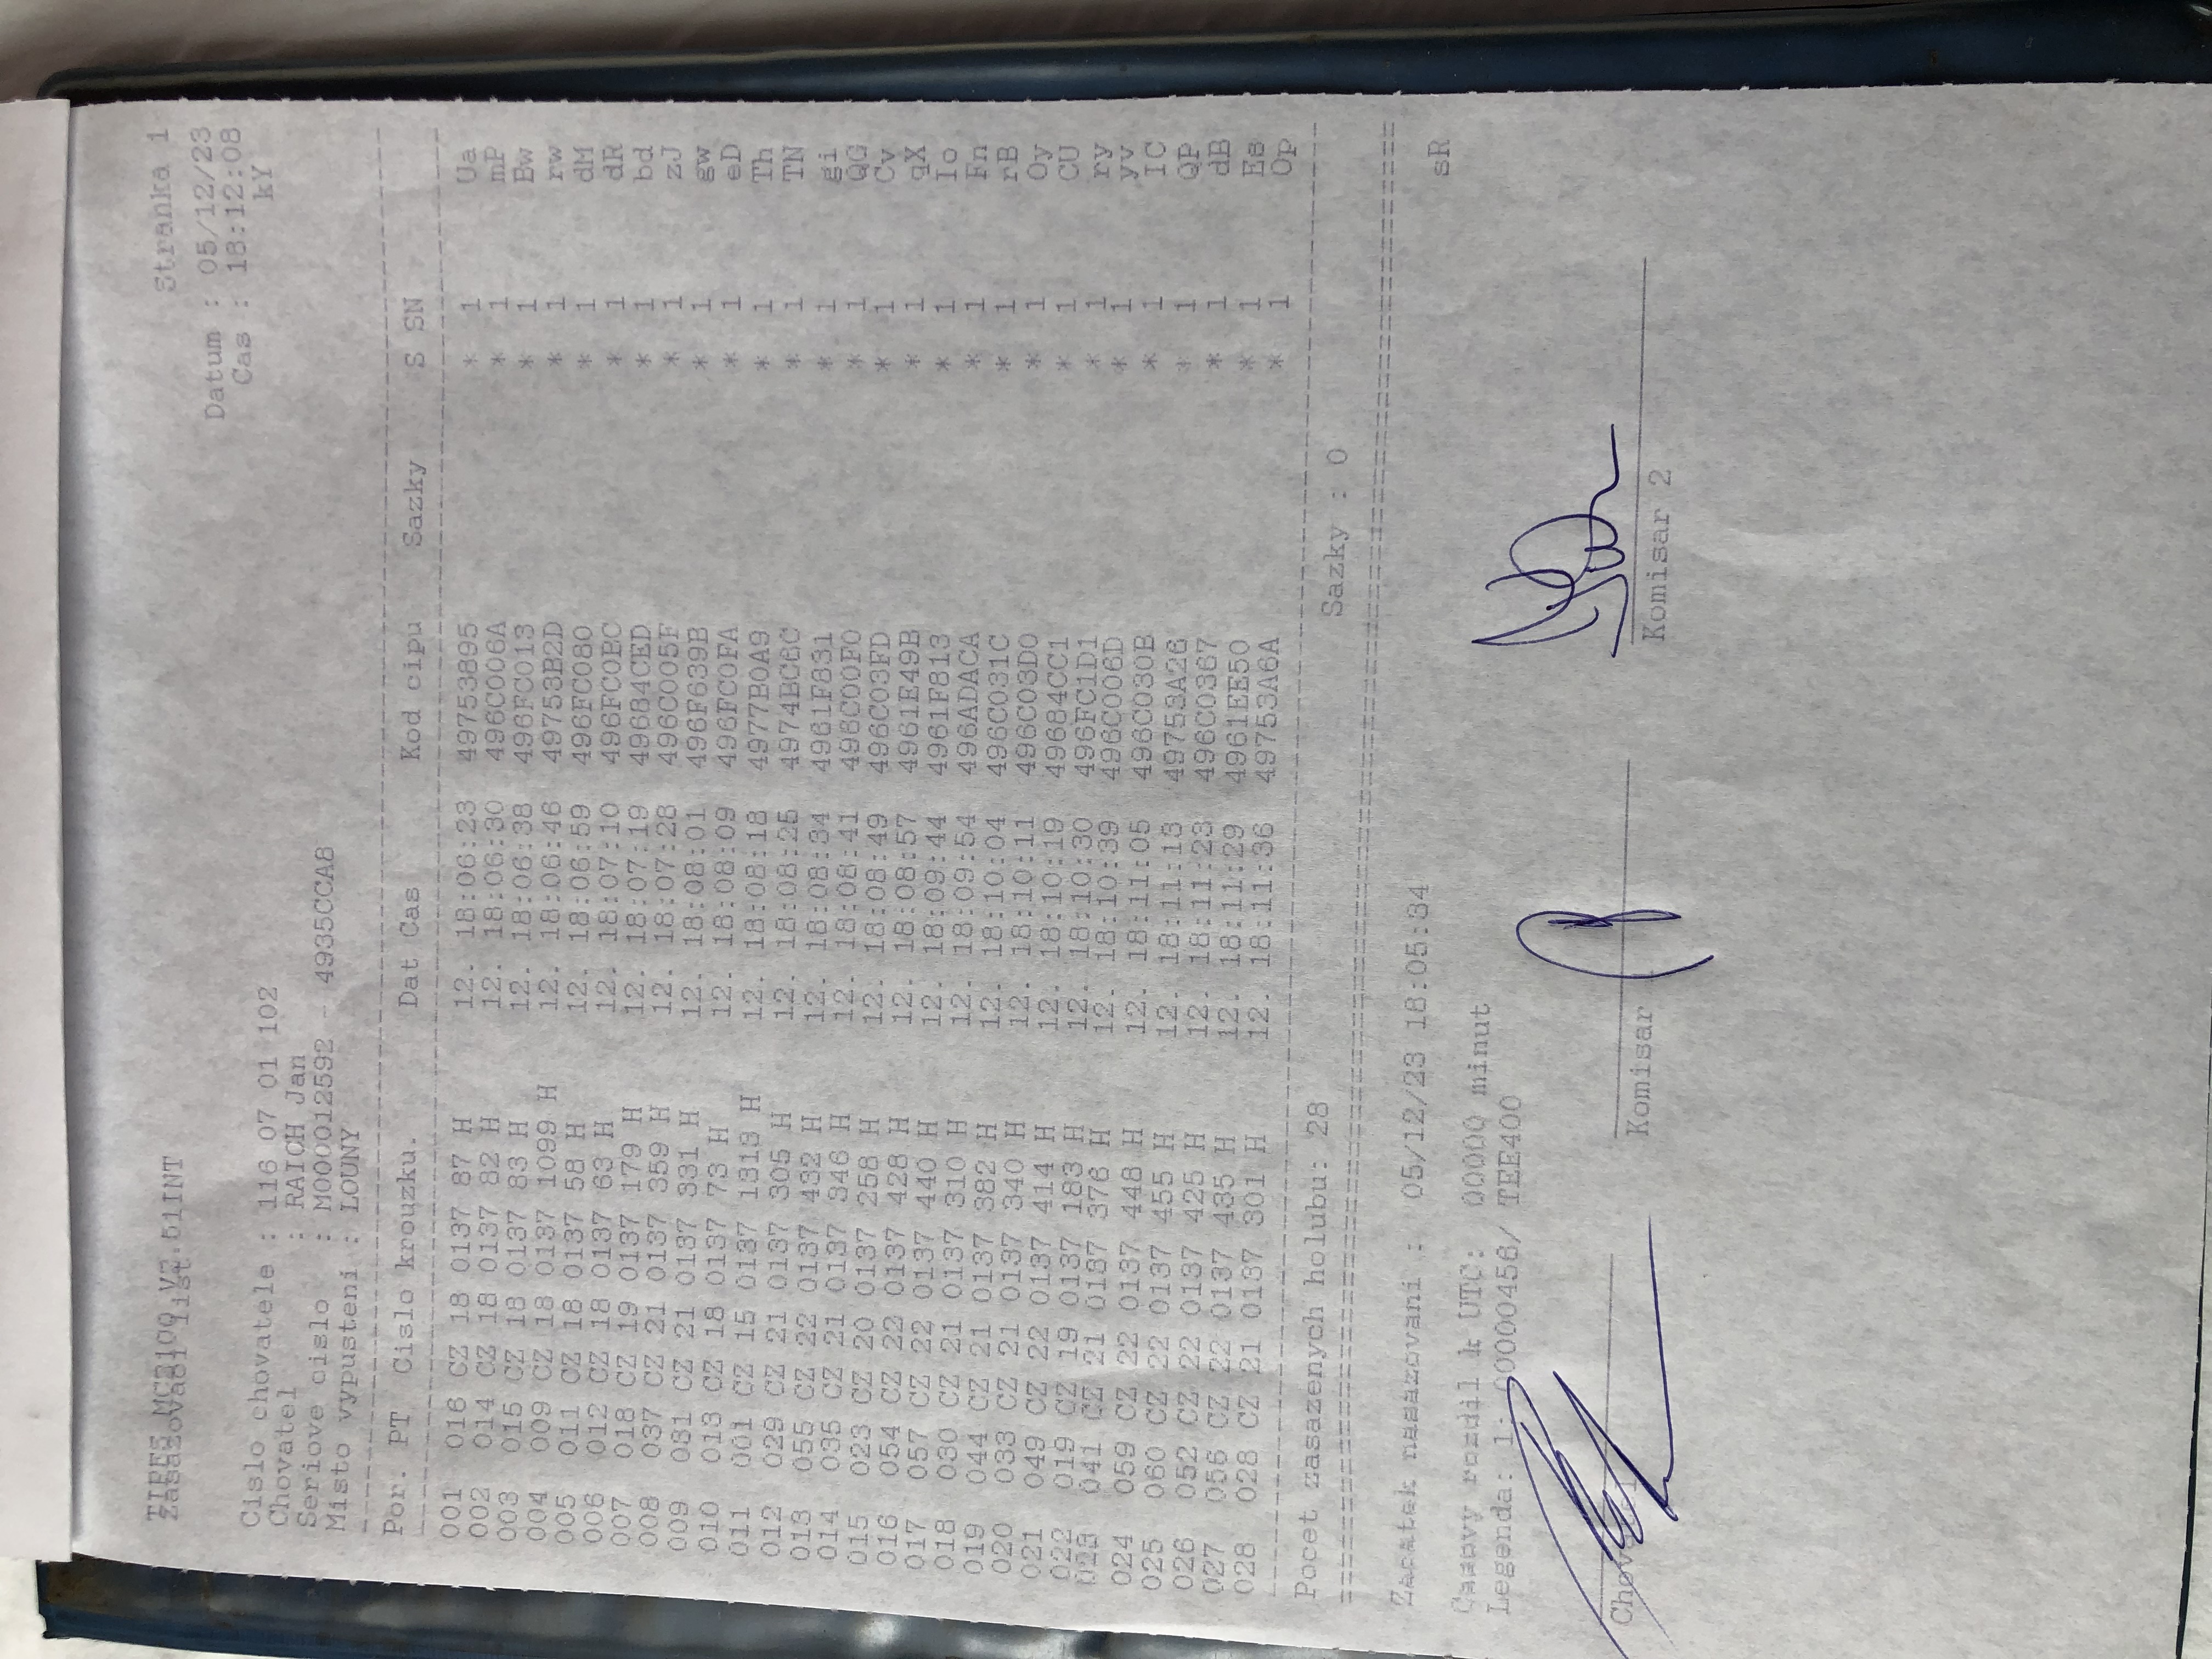 TIPES MC3100 V7.51INT Stranka 1
Zasazovaci list
Datum : 05/12/23
Cas : 18:12:08
kY
Cislo chovatele : 116 07 01 102
Chovatel : RAICH Jan
Seriove cislo : M0000012592 - 4935CCA8
Misto vypusteni : LOUNY
Por. PT Cislo krouzku. Dat Cas Kod cipu Sazky S SN
001 016 CZ 18 0137 87 H 12. 18:06:23 49753895 * 1 Ua
002 014 CZ 18 0137 82 H 12. 18:06:30 496C006A * 1 mP
003 015 CZ 18 0137 83 H 12. 18:06:38 496FC013 * 1 Bw
004 009 CZ 18 0137 1099 H 12. 18:06:46 49753B2D * 1 rw
005 011 CZ 18 0137 58 H 12. 18:06:59 496FC080 * 1 dM
006 012 CZ 18 0137 63 H 12. 18:07:10 496FC0BC * 1 dR
007 018 CZ 19 0137 179 H 12. 18:07:19 49684CED * 1 bd
008 037 CZ 21 0137 359 H 12. 18:07:28 496C005F * 1 zJ
009 031 CZ 21 0137 331 H 12. 18:08:01 496F639B * 1 gw
010 013 CZ 18 0137 73 H 12. 18:08:09 496FC0FA * 1 eD
011 001 CZ 15 0137 1313 H 12. 18:08:18 4977B0A9 * 1 Th
012 029 CZ 21 0137 305 H 12. 18:08:25 4974BC6C * 1 TN
013 055 CZ 22 0137 432 H 12. 18:08:34 4961F831 * 1 gi
014 035 CZ 21 0137 346 H 12. 18:08:41 496C00F0 * 1 QG
015 023 CZ 20 0137 258 H 12. 18:08:49 496C03FD * 1 Cv
016 054 CZ 22 0137 428 H 12. 18:08:57 4961E49B * 1 qX
017 057 CZ 22 0137 440 H 12. 18:09:44 4961F813 * 1 Io
018 030 CZ 21 0137 310 H 12. 18:09:54 496ADACA * 1 Fn
019 044 CZ 21 0137 382 H 12. 18:10:04 496C031C * 1 rB
020 033 CZ 21 0137 340 H 12. 18:10:11 496C03D0 * 1 Oy
021 049 CZ 22 0137 414 H 12. 18:10:19 49684CC1 * 1 CU
022 019 CZ 19 0137 183 H 12. 18:10:30 496FC1D1 * 1 ry
023 041 CZ 21 0137 376 H 12. 18:10:39 496C006D * 1 yv
024 059 CZ 22 0137 448 H 12. 18:11:05 496C030B * 1 IC
025 060 CZ 22 0137 455 H 12. 18:11:13 49753A26 * 1 QP
026 052 CZ 22 0137 425 H 12. 18:11:23 496C0367 * 1 dB
027 056 CZ 22 0137 435 H 12. 18:11:29 4961EE50 * 1 Es
028 028 CZ 21 0137 301 H 12. 18:11:36 49753A6A * 1 Op
Pocet zasazenych holubu: 28 Sazky : 0
Zacatek nasazovani : 05/12/23 18:05:34 sR
Casovy rozdil k UTC: 00000 minut
Legenda: 1: 00000456/ TEE400
Chovatel Komisar Komisar 2